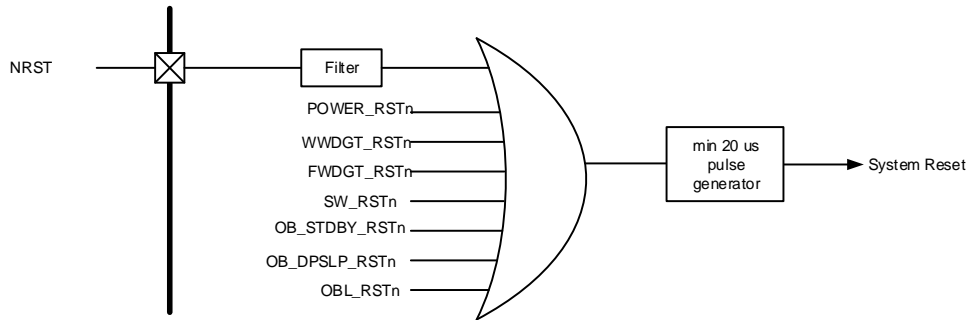 NRST
Filter
POWER_RSTn
WWDGT_RSTn
FWDGT_RSTn
SW_RSTn
OB_STDBY_RSTn
OB_DPSLP_RSTn
OBL_RSTn
min 20 us
pulse
generator
System Reset